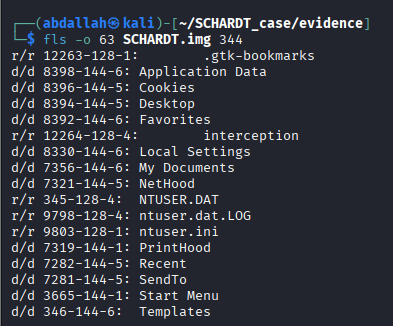 ┌──(abdallah㉿kali)-[~/SCHARDT_case/evidence]
└─$ fls -o 63 SCHARDT.img 344
r/r 12263-128-1:        .gtk-bookmarks
d/d 8398-144-6: Application Data
d/d 8396-144-5: Cookies
d/d 8394-144-5: Desktop
d/d 8392-144-6: Favorites
r/r 12264-128-4:        interception
d/d 8330-144-6: Local Settings
d/d 7356-144-6: My Documents
d/d 7321-144-5: NetHood
r/r 345-128-4:  NTUSER.DAT
r/r 9798-128-4: ntuser.dat.LOG
r/r 9803-128-1: ntuser.ini
d/d 7319-144-1: PrintHood
d/d 7282-144-5: Recent
d/d 7281-144-5: SendTo
d/d 3665-144-1: Start Menu
d/d 346-144-6:  Templates